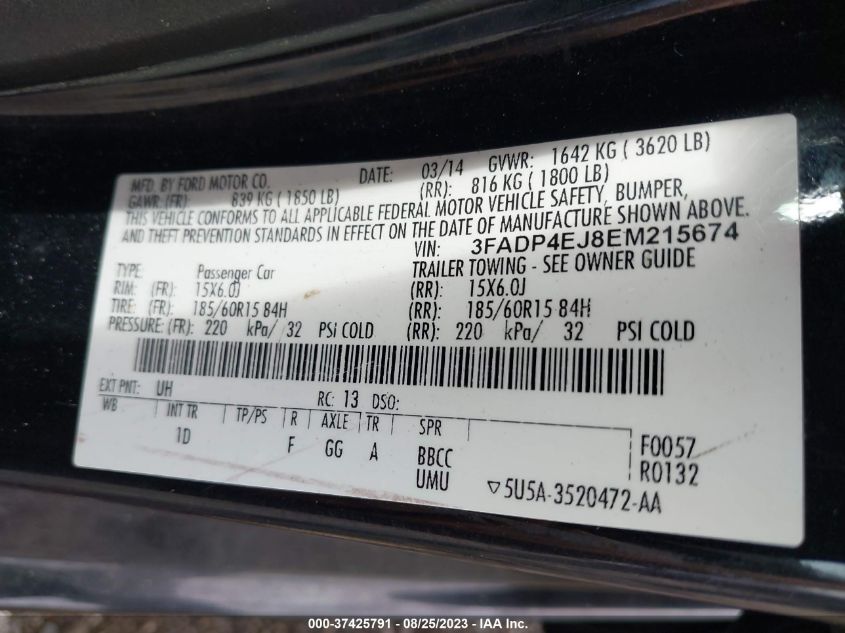 MFD. BY FORD MOTOR CO. DATE: 03/14 GVWR: 1642 KG ( 3620 LB)
GAWR: (FR): 839 KG ( 1850 LB) (RR): 816 KG ( 1800 LB)
THIS VEHICLE CONFORMS TO ALL APPLICABLE FEDERAL MOTOR VEHICLE SAFETY, BUMPER,
AND THEFT PREVENTION STANDARDS IN EFFECT ON THE DATE OF MANUFACTURE SHOWN ABOVE.
VIN: 3FADP4EJ8EM215674
TYPE: Passenger Car TRAILER TOWING - SEE OWNER GUIDE
RIM: (FR): 15X6.0J (RR): 15X6.0J
TIRE: (FR): 185/60R15 84H (RR): 185/60R15 84H
PRESSURE: (FR): 220 kPa/ 32 PSI COLD (RR): 220 kPa/ 32 PSI COLD
EXT PNT: UH RC: 13 DSO:
WB INT TR TP/PS R AXLE TR SPR
1D F GG A BBCC F0057
UMU R0132
▽5U5A-3520472-AA
000-37425791 - 08/25/2023 - IAA Inc.